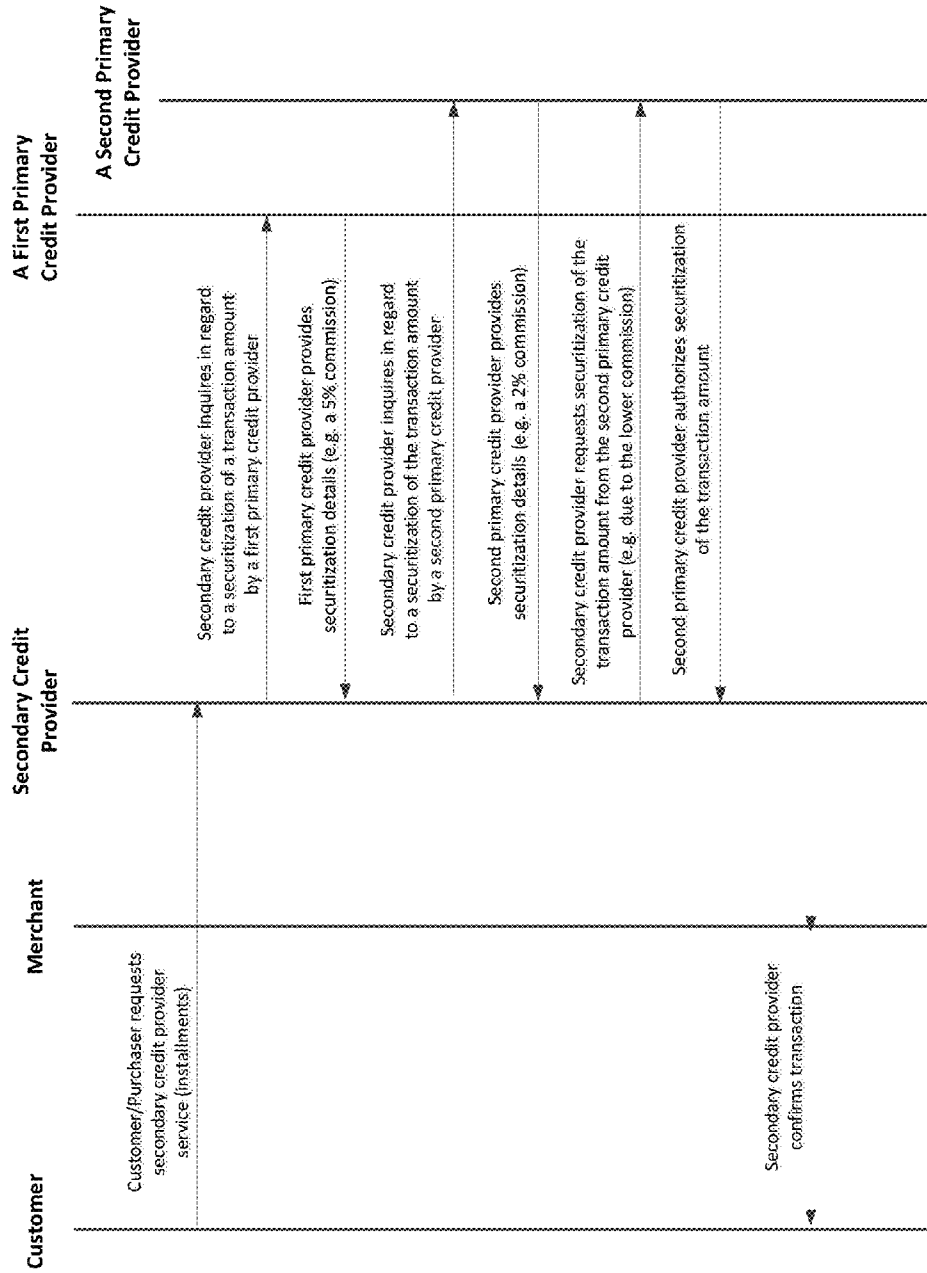 Customer
Merchant
Secondary Credit
Provider
A First Primary
Credit Provider
A Second Primary
Credit Provider
Customer/Purchaser requests
secondary credit provider
service (installments)
Secondary credit provider inquires in regard
to a securitization of a transaction amount
by a first primary credit provider
First primary credit provider provides
securitization details (e.g. a 5% commission)
Secondary credit provider inquires in regard
to a securitization of the transaction amount
by a second primary credit provider
Second primary credit provider provides
securitization details (e.g. a 2% commission)
Secondary credit provider requests securitization of the
transaction amount from the second primary credit
provider (e.g. due to the lower commission)
Second primary credit provider authorizes securitization
of the transaction amount
Secondary credit provider
confirms transaction